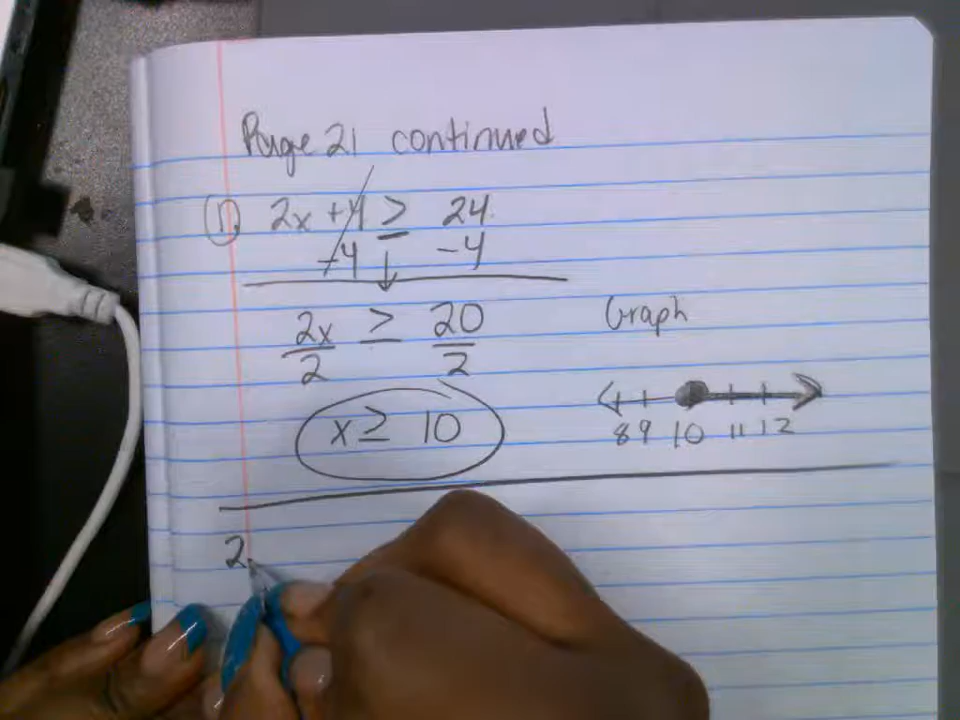 Page 21 continued
1. 2x +4 ≥ 24
-4 -4
2x ≥ 20
2 2
Graph
x ≥ 10
8 9 10 11 12
2.